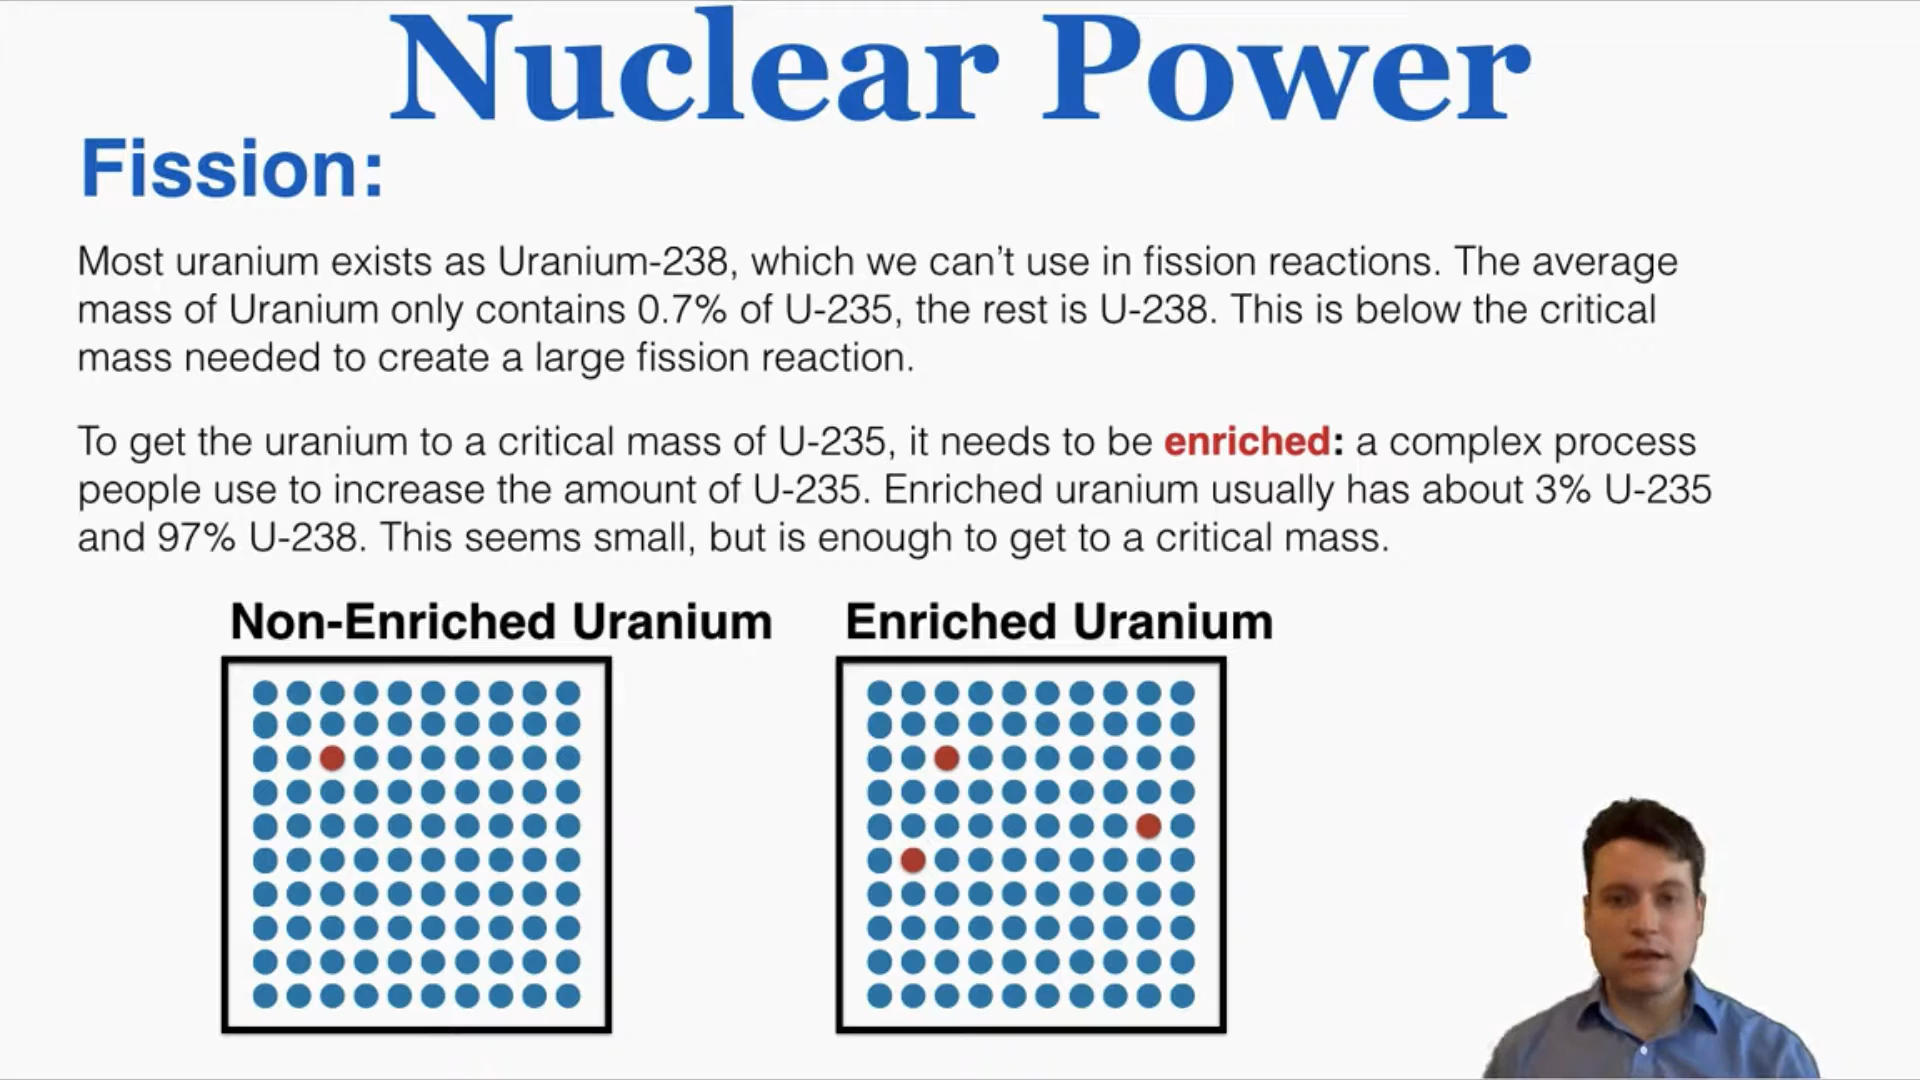 Nuclear Power
Fission:
Most uranium exists as Uranium-238, which we can’t use in fission reactions. The average
mass of Uranium only contains 0.7% of U-235, the rest is U-238. This is below the critical
mass needed to create a large fission reaction.
To get the uranium to a critical mass of U-235, it needs to be enriched: a complex process
people use to increase the amount of U-235. Enriched uranium usually has about 3% U-235
and 97% U-238. This seems small, but is enough to get to a critical mass.
Non-Enriched Uranium
Enriched Uranium